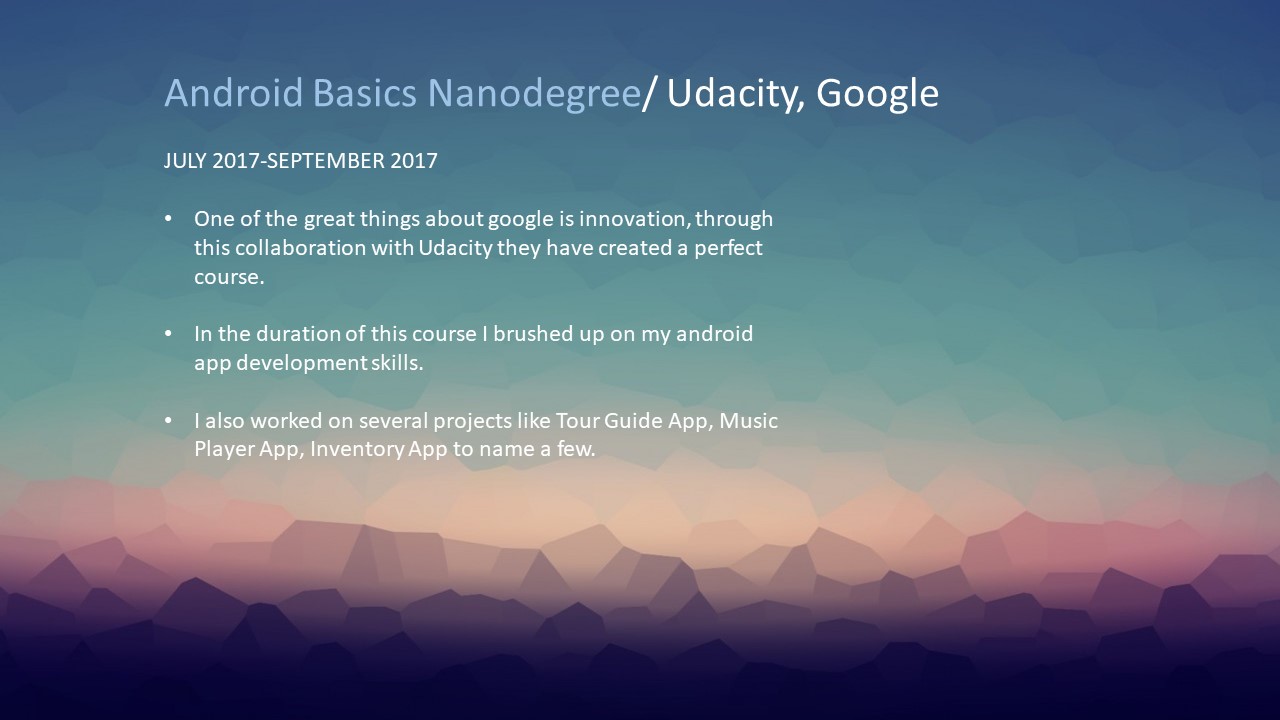 Android Basics Nanodegree/ Udacity, Google
JULY 2017-SEPTEMBER 2017
• One of the great things about google is innovation, through
this collaboration with Udacity they have created a perfect
course.
• In the duration of this course I brushed up on my android
app development skills.
• I also worked on several projects like Tour Guide App, Music
Player App, Inventory App to name a few.